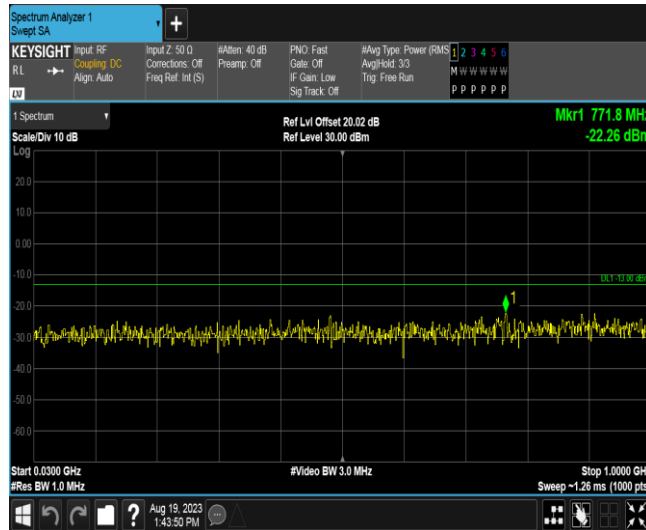 Spectrum Analyzer 1
Swept SA
KEYSIGHT
RL
LXI
Input: RF
Coupling: DC
Align: Auto
Input Z: 50 Ω
Corrections: Off
Freq Ref: Int (S)
#Atten: 40 dB
Preamp: Off
PNO: Fast
Gate: Off
IF Gain: Low
Sig Track: Off
#Avg Type: Power (RMS
Avg|Hold: 3/3
Trig: Free Run
1 2 3 4 5 6
M W W W W W
P P P P P P
1 Spectrum
Scale/Div 10 dB
Log
Ref Lvl Offset 20.02 dB
Ref Level 30.00 dBm
Mkr1 771.8 MHz
-22.26 dBm
20.0
10.0
0.00
-10.0
DL1 -13.00 dB
1
-20.0
-30.0
-40.0
-50.0
-60.0
Start 0.0300 GHz
#Res BW 1.0 MHz
#Video BW 3.0 MHz
Stop 1.0000 GH
Sweep ~1.26 ms (1000 pts
?
Aug 19, 2023
1:43:50 PM